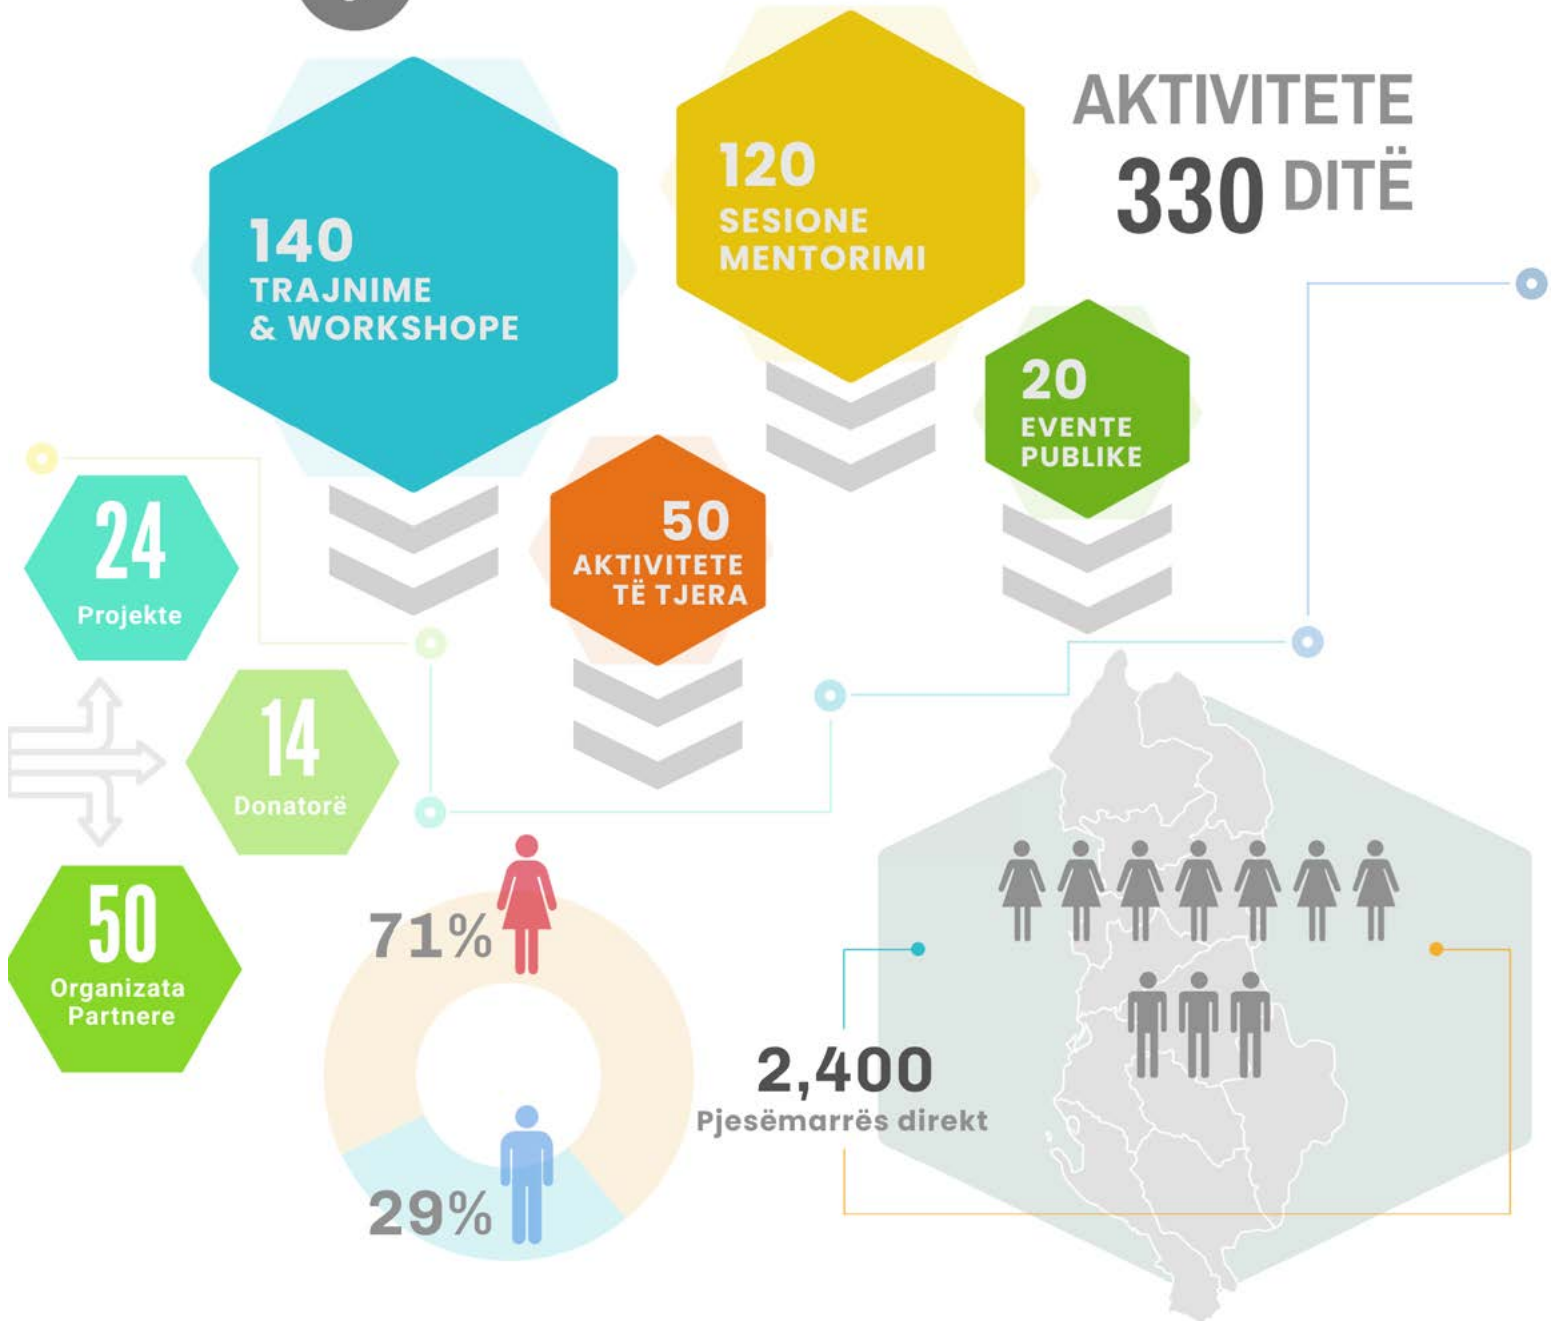 AKTIVITETE
330 DITË
140
TRAJNIME
& WORKSHOPE
120
SESIONE
MENTORIMI
20
EVENTE
PUBLIKE
50
AKTIVITETE
TË TJERA
24
Projekte
14
Donatorë
50
Organizata
Partnere
71%
29%
2,400
Pjesëmarrës direkt